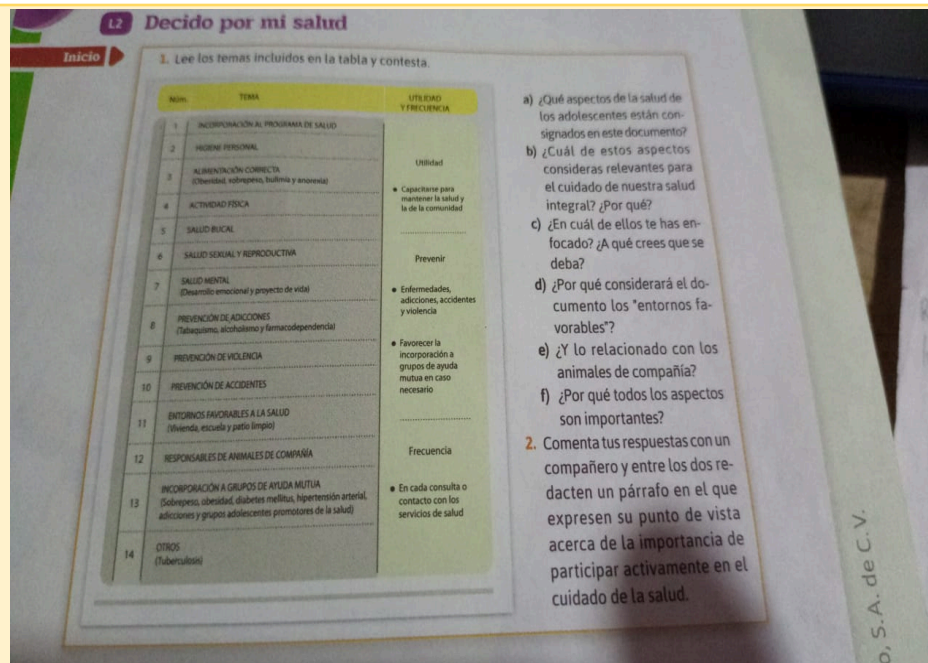 L2 Decido por mi salud
Inicio
1. Lee los temas incluidos en la tabla y contesta.
Núm. TEMA UTILIDAD Y FRECUENCIA
1 INCORPORACIÓN AL PROGRAMA DE SALUD
2 HIGIENE PERSONAL
3 ALIMENTACIÓN CORRECTA
(Obesidad, sobrepeso, bulimia y anorexia)
4 ACTIVIDAD FÍSICA
5 SALUD BUCAL
6 SALUD SEXUAL Y REPRODUCTIVA
7 SALUD MENTAL
(Desarrollo emocional y proyecto de vida)
8 PREVENCIÓN DE ADICCIONES
(Tabaquismo, alcoholismo y farmacodependencia)
9 PREVENCIÓN DE VIOLENCIA
10 PREVENCIÓN DE ACCIDENTES
11 ENTORNOS FAVORABLES A LA SALUD
(Vivienda, escuela y patio limpio)
12 RESPONSABLES DE ANIMALES DE COMPAÑÍA
13 INCORPORACIÓN A GRUPOS DE AYUDA MUTUA
(Sobrepeso, obesidad, diabetes mellitus, hipertensión arterial,
adicciones y grupos adolescentes promotores de la salud)
14 OTROS
(Tuberculosis)
Utilidad
• Capacitarse para
mantener la salud y
la de la comunidad
Prevenir
• Enfermedades,
adicciones, accidentes
y violencia
• Favorecer la
incorporación a
grupos de ayuda
mutua en caso
necesario
Frecuencia
• En cada consulta o
contacto con los
servicios de salud
a) ¿Qué aspectos de la salud de
los adolescentes están con-
signados en este documento?
b) ¿Cuál de estos aspectos
consideras relevantes para
el cuidado de nuestra salud
integral? ¿Por qué?
c) ¿En cuál de ellos te has en-
focado? ¿A qué crees que se
deba?
d) ¿Por qué considerará el do-
cumento los "entornos fa-
vorables"?
e) ¿Y lo relacionado con los
animales de compañía?
f) ¿Por qué todos los aspectos
son importantes?
2. Comenta tus respuestas con un
compañero y entre los dos re-
dacten un párrafo en el que
expresen su punto de vista
acerca de la importancia de
participar activamente en el
cuidado de la salud.
o, S.A. de C.V.